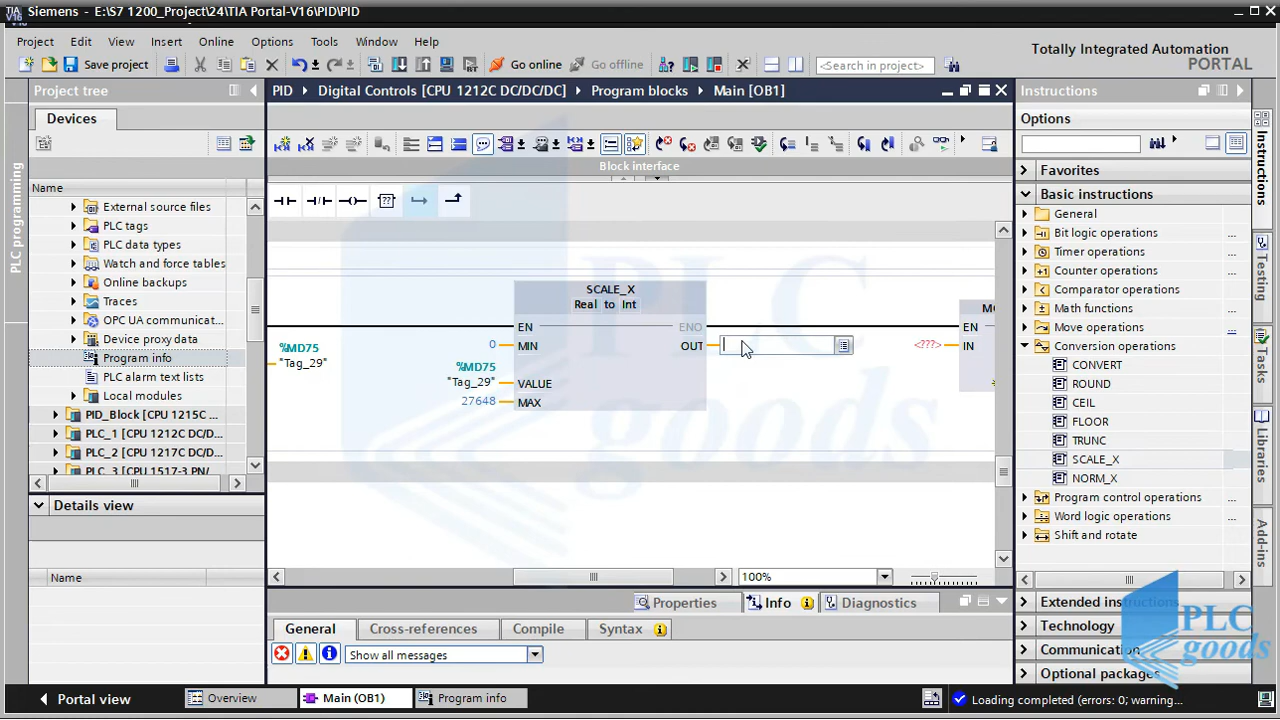 TIA
V16
Siemens - E:\S7 1200_Project\24\TIA Portal-V16\PID\PID
Project Edit View Insert Online Options Tools Window Help
Save project
Go online
Go offline
<Search in project>
Totally Integrated Automation
PORTAL
Project tree
PID
Digital Controls [CPU 1212C DC/DC/DC]
Program blocks
Main [OB1]
Instructions
Devices
Options
Block interface
Name
External source files
PLC tags
PLC data types
Watch and force tables
Online backups
Traces
OPC UA communicat...
Device proxy data
Program info
PLC alarm text lists
Local modules
PID_Block [CPU 1215C ...
PLC_1 [CPU 1212C DC/D...
PLC_2 [CPU 1217C DC/D...
PLC_3 [CPU 1517-3 PN/
Details view
Name
PLC programming
??
SCALE_X
Real to Int
EN
ENO
0
MIN
OUT
%MD75
"Tag_29"
%MD75
"Tag_29"
VALUE
27648
MAX
EN
<???>
IN
PLC
goods
100%
Properties
Info
Diagnostics
General
Cross-references
Compile
Syntax
Show all messages
Favorites
Basic instructions
General
Bit logic operations
...
Timer operations
...
Counter operations
...
Comparator operations
Math functions
...
Move operations
...
Conversion operations
CONVERT
ROUND
CEIL
FLOOR
TRUNC
SCALE_X
NORM_X
Program control operations
Word logic operations
...
Shift and rotate
...
Extended instructions
Technology
Communication
Optional packages
Instructions
Testing
Tasks
Libraries
Add-ins
PLC
goods
Portal view
Overview
Main (OB1)
Program info
Loading completed (errors: 0; warning...